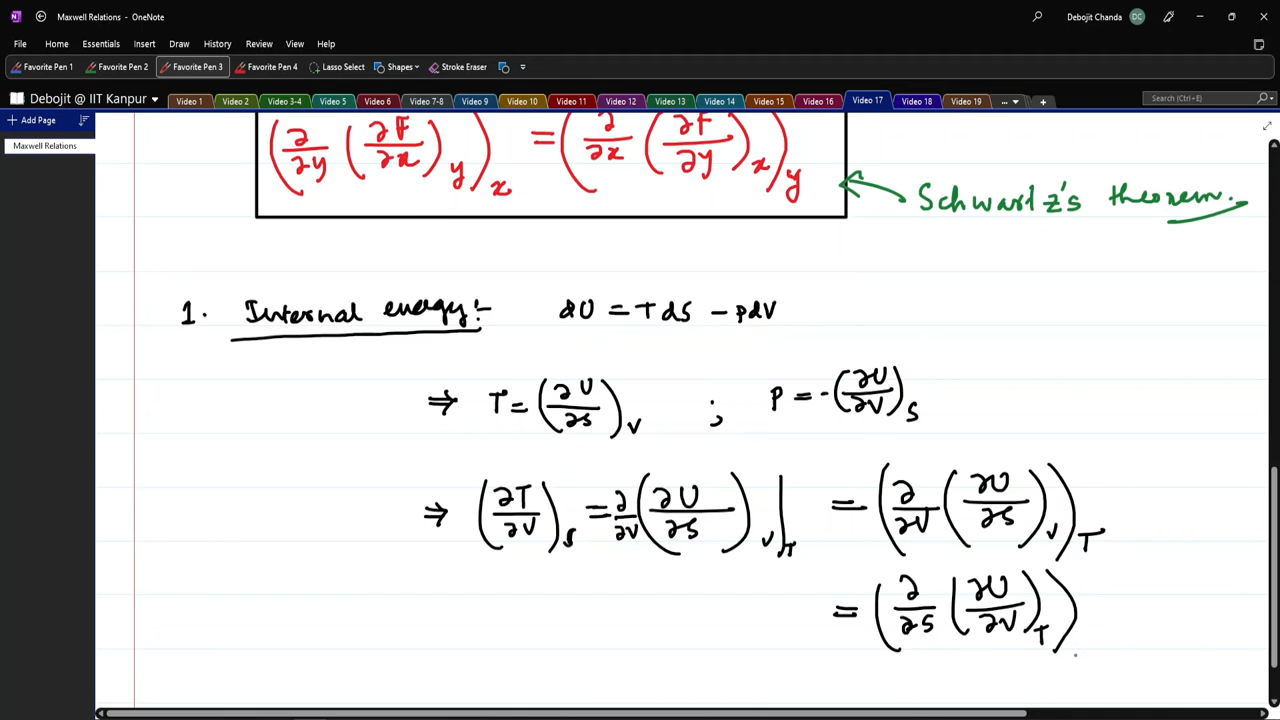 Maxwell Relations - OneNote
Debojit Chanda DC
File Home Essentials Insert Draw History Review View Help
Favorite Pen 1 Favorite Pen 2 Favorite Pen 3 Favorite Pen 4 Lasso Select Shapes Stroke Eraser
Debojit @ IIT Kanpur Video 1 Video 2 Video 3-4 Video 5 Video 6 Video 7-8 Video 9 Video 10 Video 11 Video 12 Video 13 Video 14 Video 15 Video 16 Video 17 Video 18 Video 19 ... + Search (Ctrl+E)
+ Add Page
Maxwell Relations
(∂/∂y (∂F/∂x)_y)_x = (∂/∂x (∂F/∂y)_x)_y
Schwartz's theorem.
1. Internal energy:- dU = TdS - PdV
⇒ T = (∂U/∂S)_V ; P = -(∂U/∂V)_S
⇒ (∂T/∂V)_S = ∂/∂V (∂U/∂S)_V |_T = (∂/∂V (∂U/∂S)_V)_T
= (∂/∂S (∂U/∂V)_T)